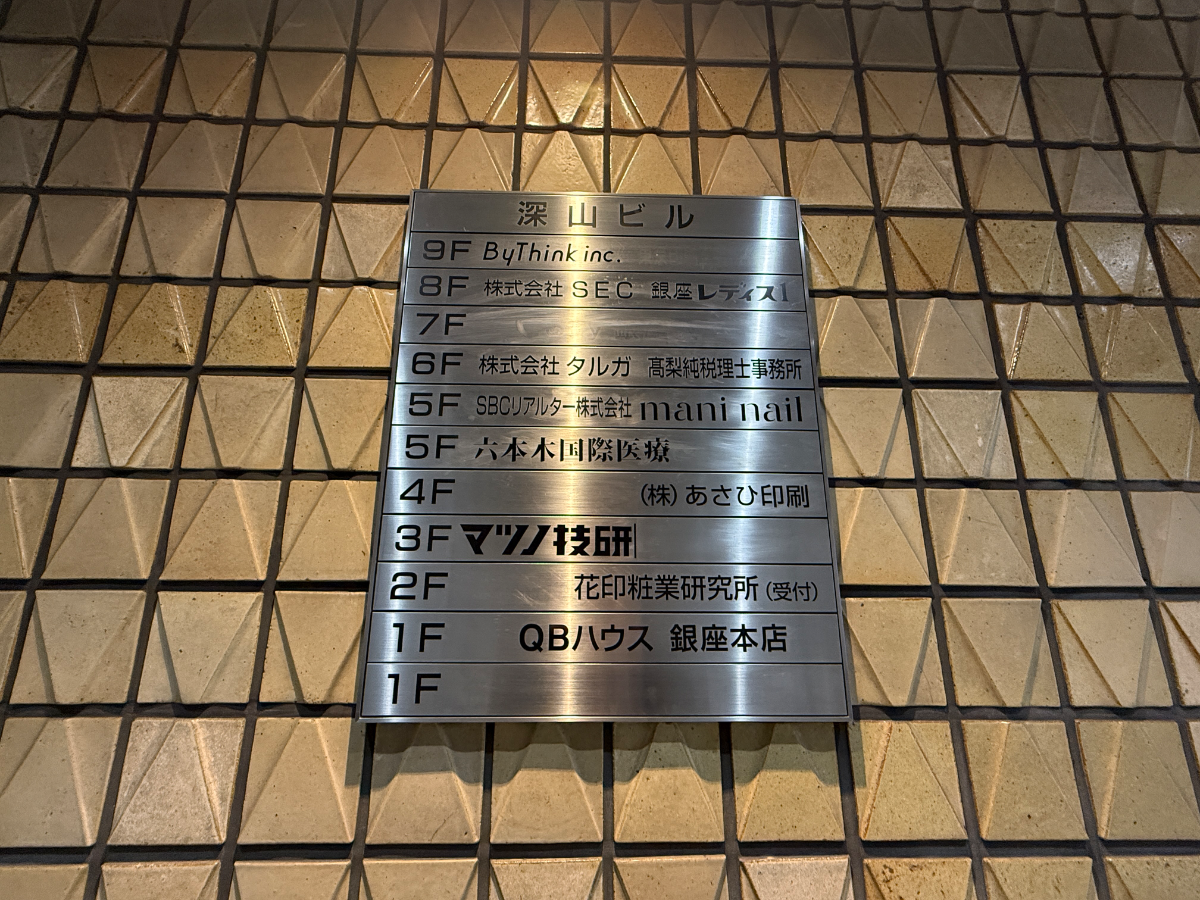 深山ビル
9F ByThink inc.
8F 株式会社 SEC 銀座レディス1
7F
6F 株式会社 タルガ 髙梨純税理士事務所
5F SBCリアルター株式会社 mani nail
5F 六本木国際医療
4F (株)あさひ印刷
3F マツノ技研
2F 花印粧業研究所(受付)
1F QBハウス 銀座本店
1F